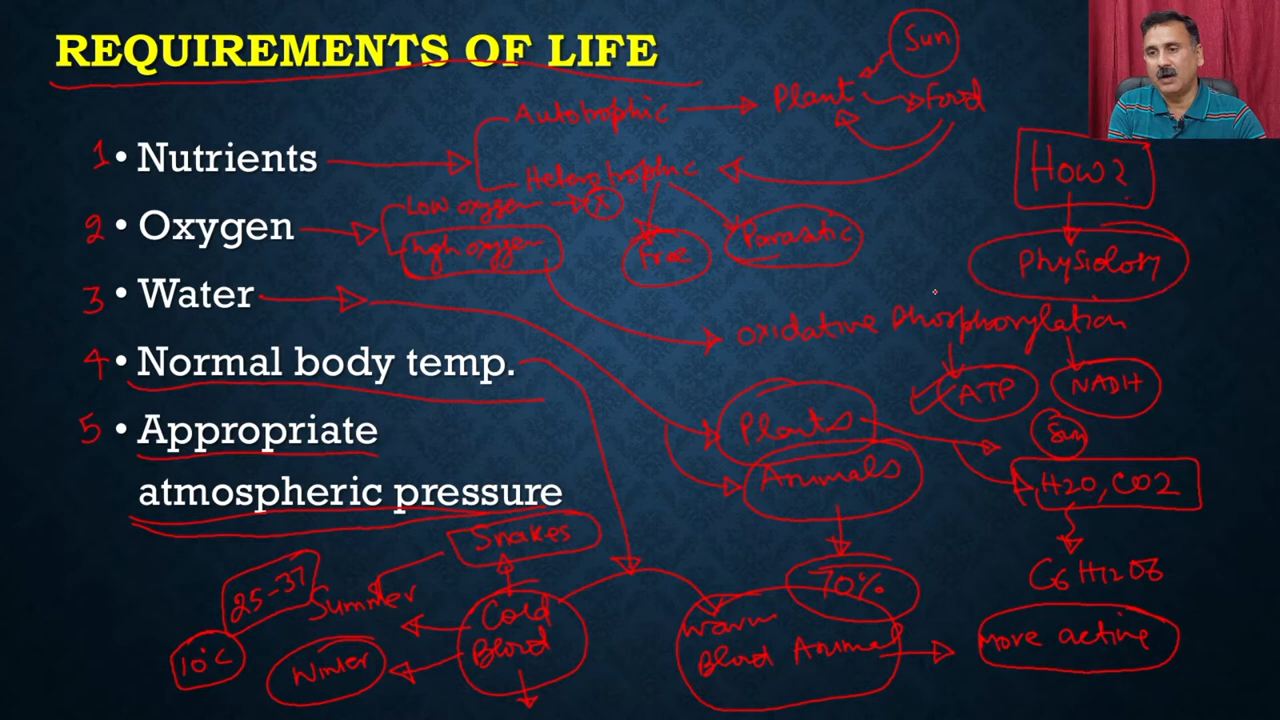 REQUIREMENTS OF LIFE
Sun
Autotrophic
Plant
Food
1 • Nutrients
Heterotrophic
How?
Low oxygen
X
2 • Oxygen
high oxygen
Free
Parasitic
Physiology
3 • Water
oxidative Phosphorylation
4 • Normal body temp.
ATP
NADH
5 • Appropriate
Plants
Sun
atmospheric pressure
Animals
H2O, CO2
Snakes
70%
C6H12O6
25-37
Summer
Cold
Blood
Warm
Blood Animal
More active
10°C
Winter